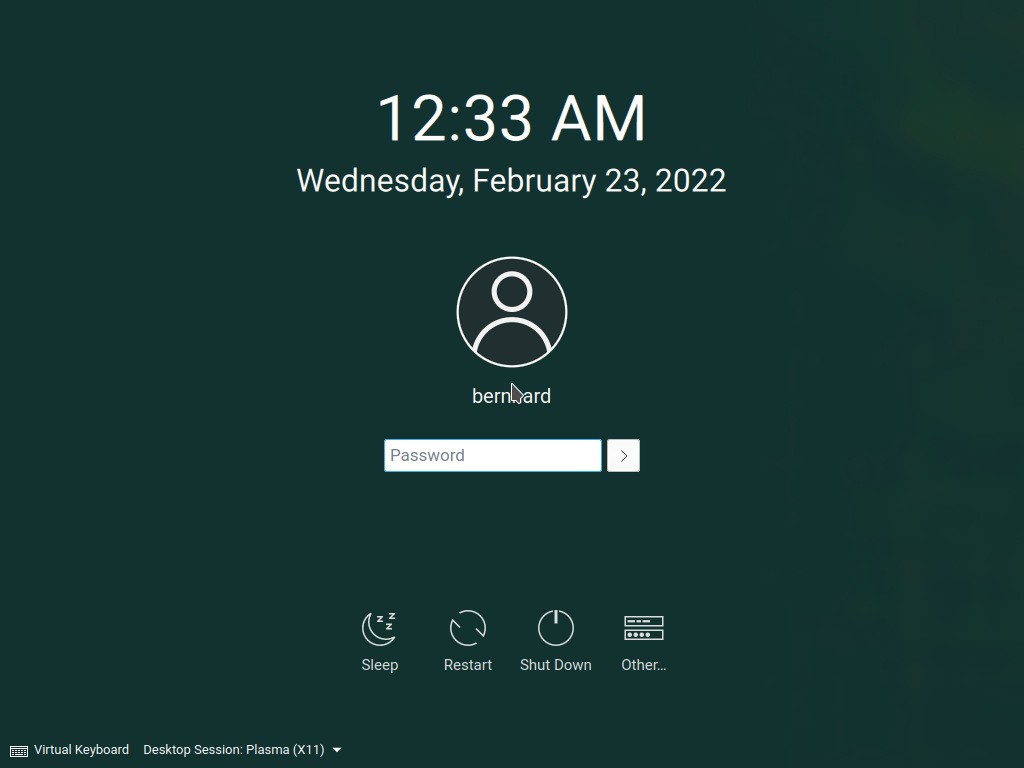 12:33 AM
Wednesday, February 23, 2022
bernhard
Password
Sleep Restart Shut Down Other...
Virtual Keyboard Desktop Session: Plasma (X11)